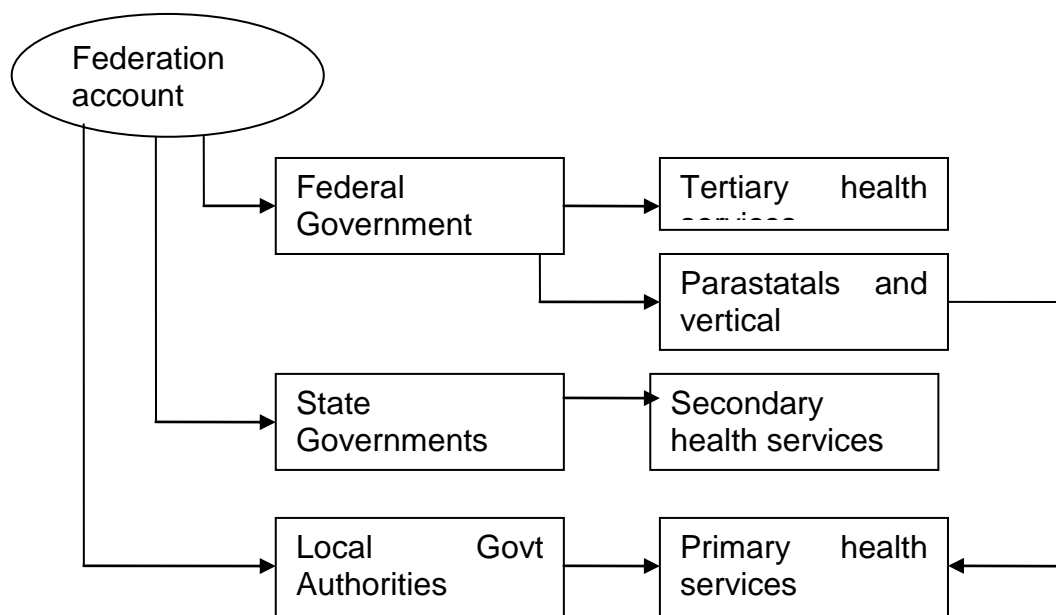 Federation
account
Federal
Government
Tertiary health
services
Parastatals and
vertical
State
Governments
Secondary
health services
Local Govt
Authorities
Primary health
services